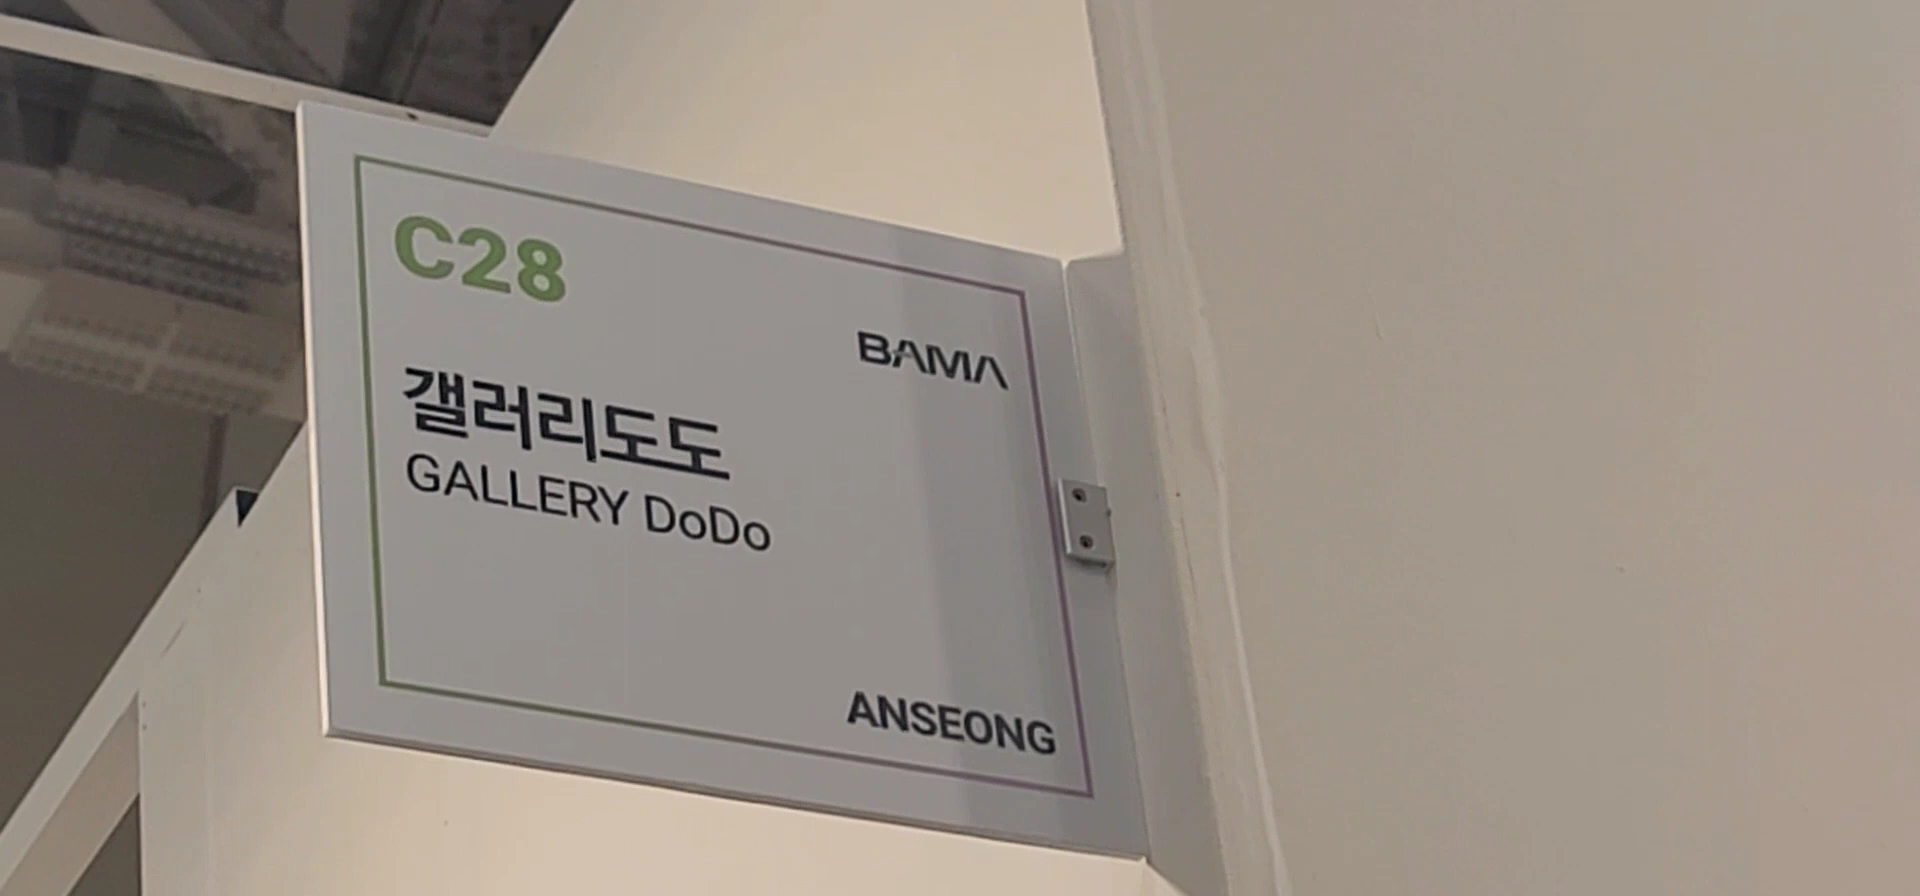 C28
BAMA
갤러리도도
GALLERY DoDo
ANSEONG